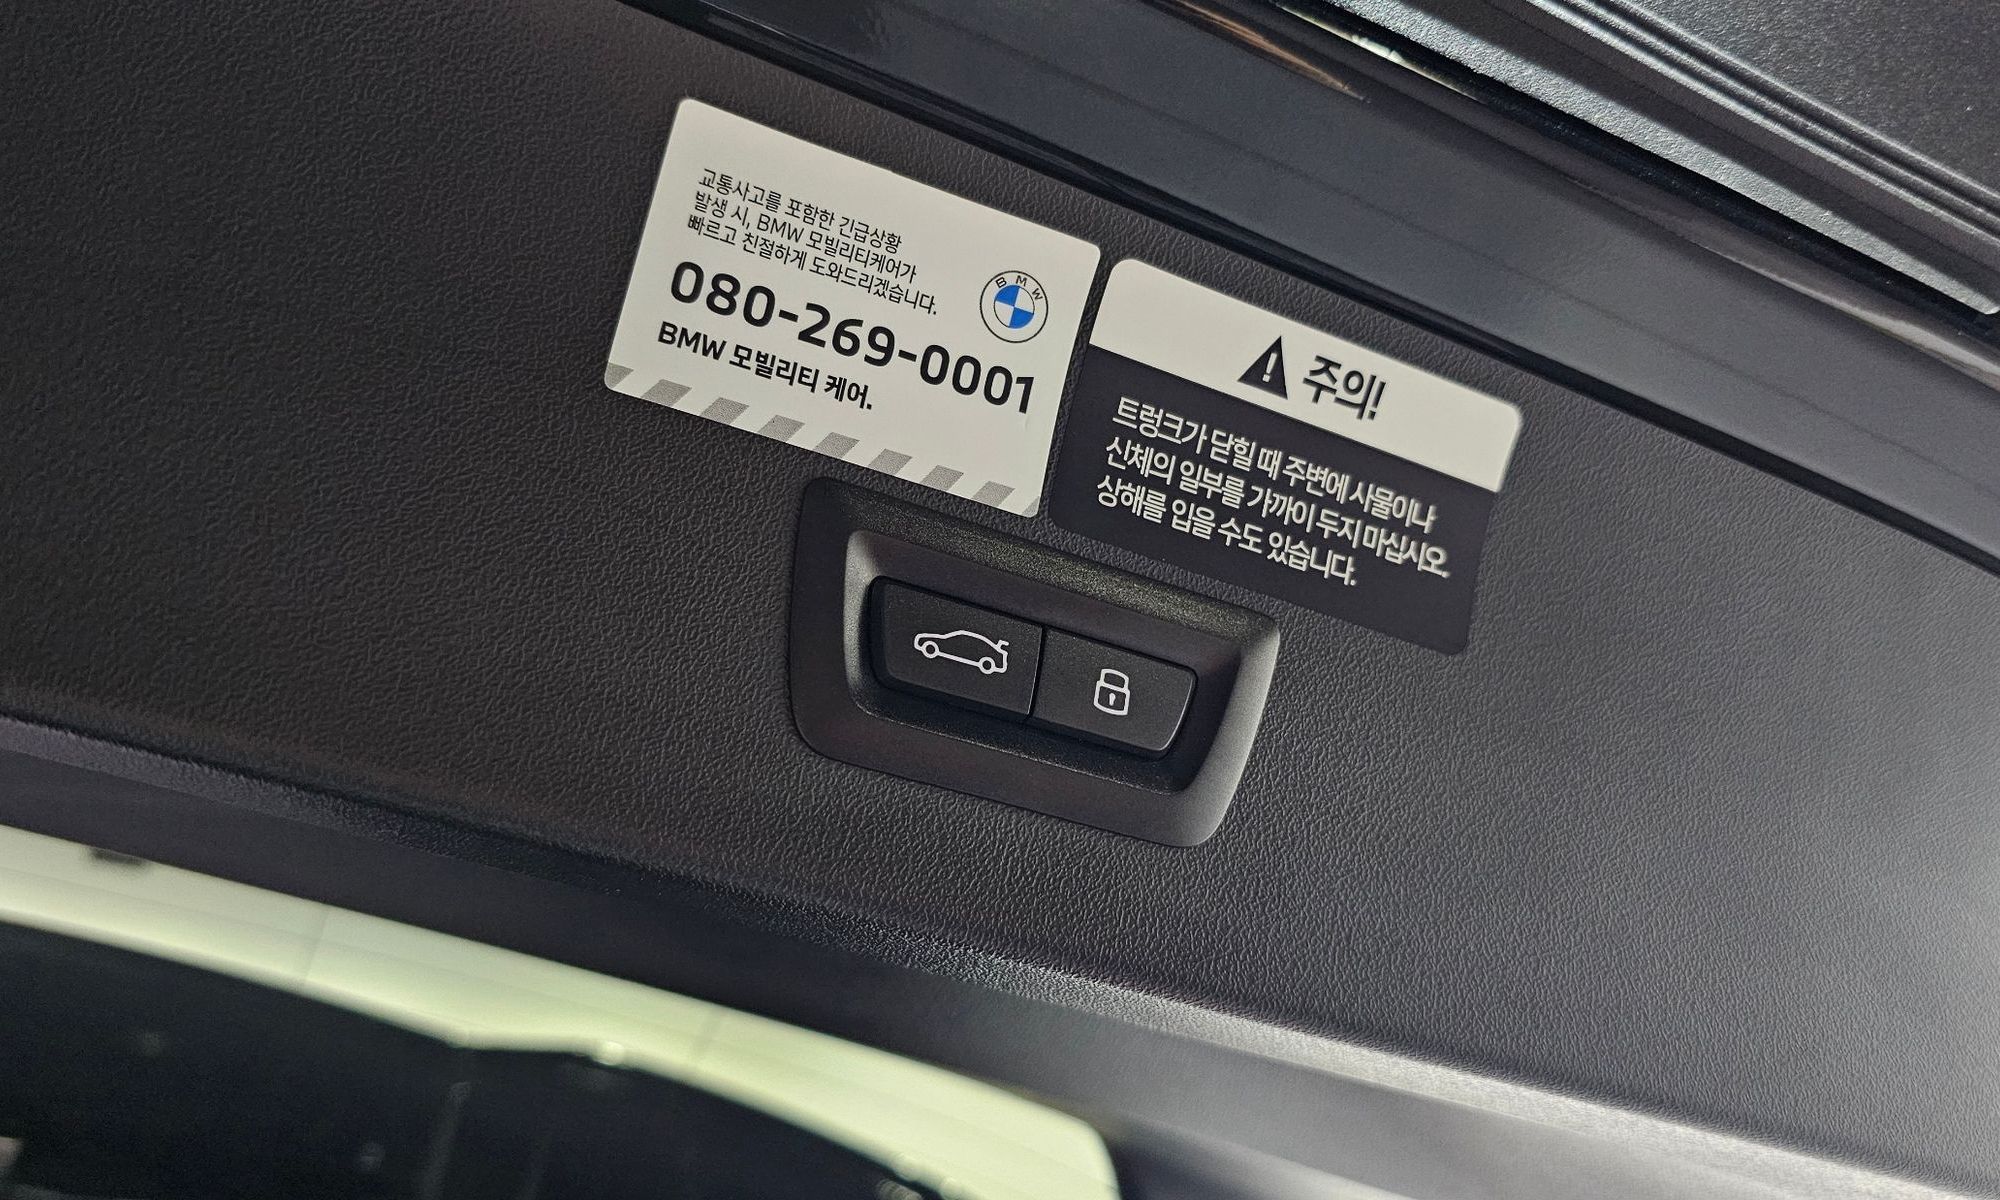 교통사고를 포함한 긴급상황
발생 시, BMW 모빌리티케어가
빠르고 친절하게 도와드리겠습니다.
BMW
080-269-0001
BMW 모빌리티 케어.
주의!
트렁크가 닫힐 때 주변에 사물이나
신체의 일부를 가까이 두지 마십시오.
상해를 입을 수도 있습니다.